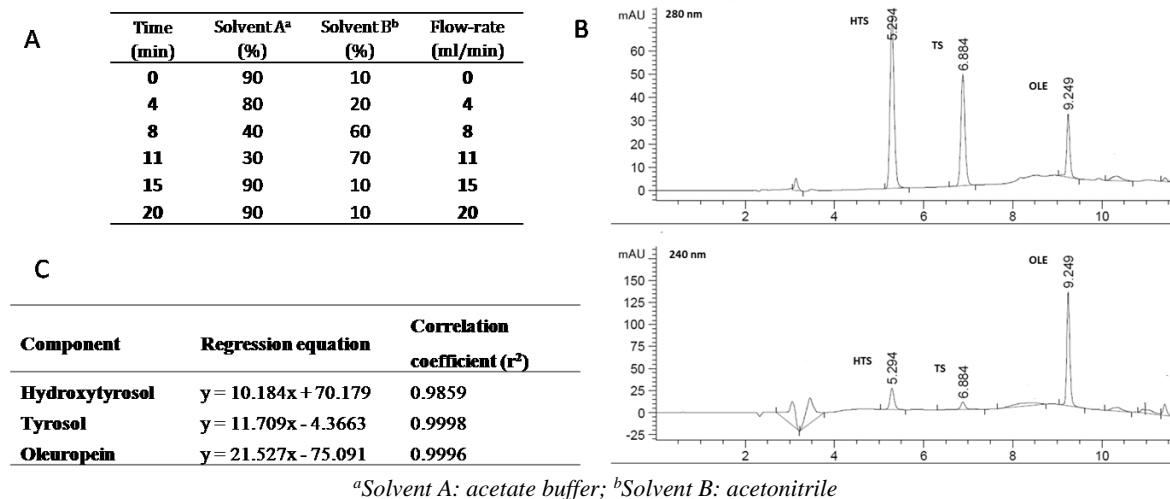 A
Time (min) Solvent Aᵃ (%) Solvent Bᵇ (%) Flow-rate (ml/min)
0 90 10 0
4 80 20 4
8 40 60 8
11 30 70 11
15 90 10 15
20 90 10 20
B
mAU 280 nm
HTS 5.294
TS 6.884
OLE 9.249
60
50
40
30
20
10
0
2 4 6 8 10
mAU 240 nm
OLE 9.249
HTS 5.294
TS 6.884
150
125
100
75
50
25
0
-25
2 4 6 8 10
C
Component Regression equation Correlation coefficient (r²)
Hydroxytyrosol y = 10.184x + 70.179 0.9859
Tyrosol y = 11.709x - 4.3663 0.9998
Oleuropein y = 21.527x - 75.091 0.9996
ᵃSolvent A: acetate buffer; ᵇSolvent B: acetonitrile